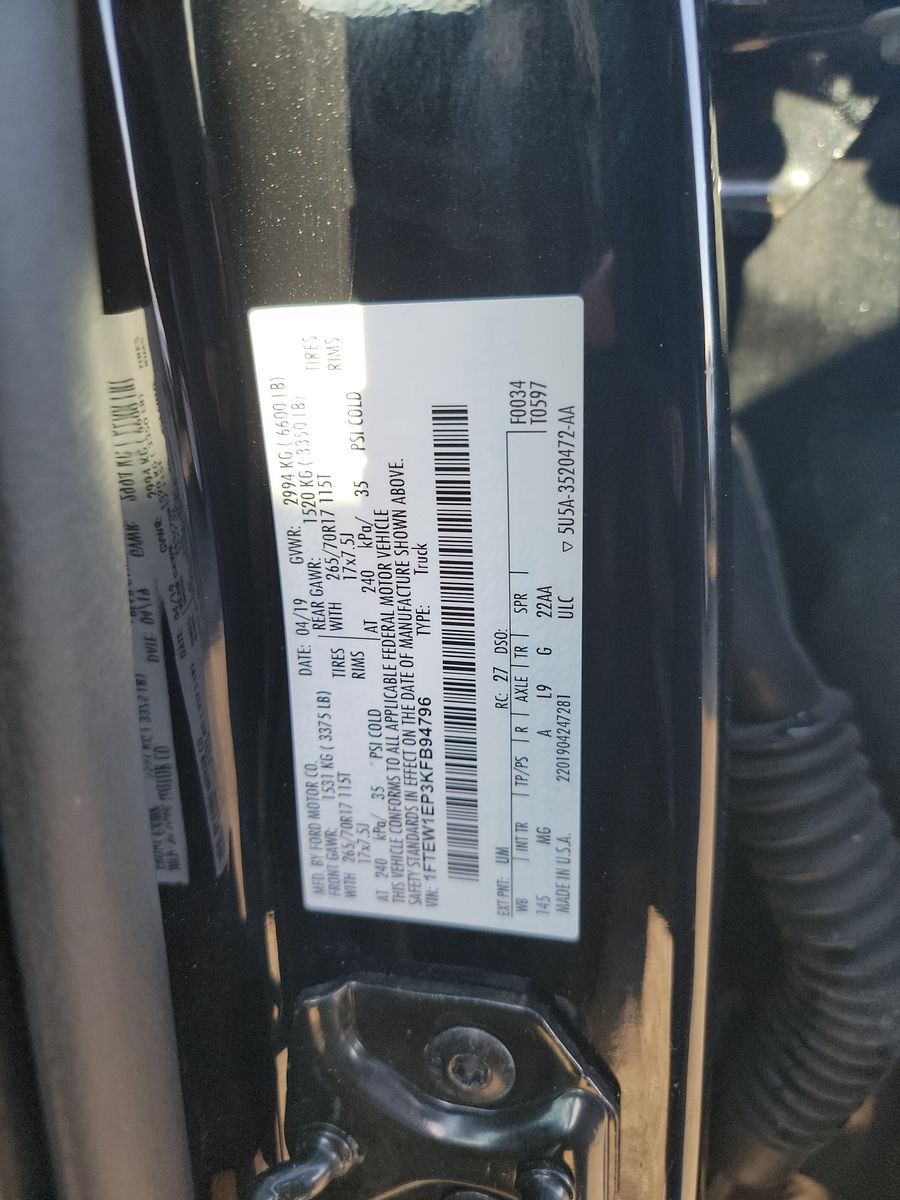 MFD. BY FORD MOTOR CO. DATE: 04/19 GVWR: 2994 KG ( 6600 LB)
FRONT GAWR: 1531 KG ( 3375 LB) REAR GAWR: 1520 KG ( 3350 LB)
WITH 265/70R17 115T TIRES WITH 265/70R17 115T TIRES
17x7.5J RIMS 17x7.5J RIMS
AT 240 kPa/ 35 PSI COLD AT 240 kPa/ 35 PSI COLD
THIS VEHICLE CONFORMS TO ALL APPLICABLE FEDERAL MOTOR VEHICLE
SAFETY STANDARDS IN EFFECT ON THE DATE OF MANUFACTURE SHOWN ABOVE.
VIN: 1FTEW1EP3KFB94796 TYPE: Truck
EXT PNT: UM RC: 27 DSO: F0034
WB INT TR TP/PS R AXLE TR SPR T0597
145 MG A L9 G 22AA
MADE IN U.S.A. 2201904247281 ULC ▽ 5U5A-3520472-AA